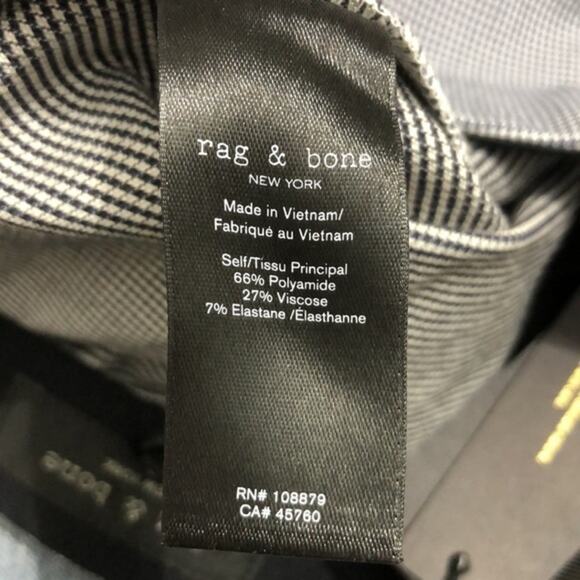 rag & bone
NEW YORK
Made in Vietnam/
Fabriqué au Vietnam
Self/Tissu Principal
66% Polyamide
27% Viscose
7% Elastane /Élasthanne
RN# 108879
CA# 45760
& bone